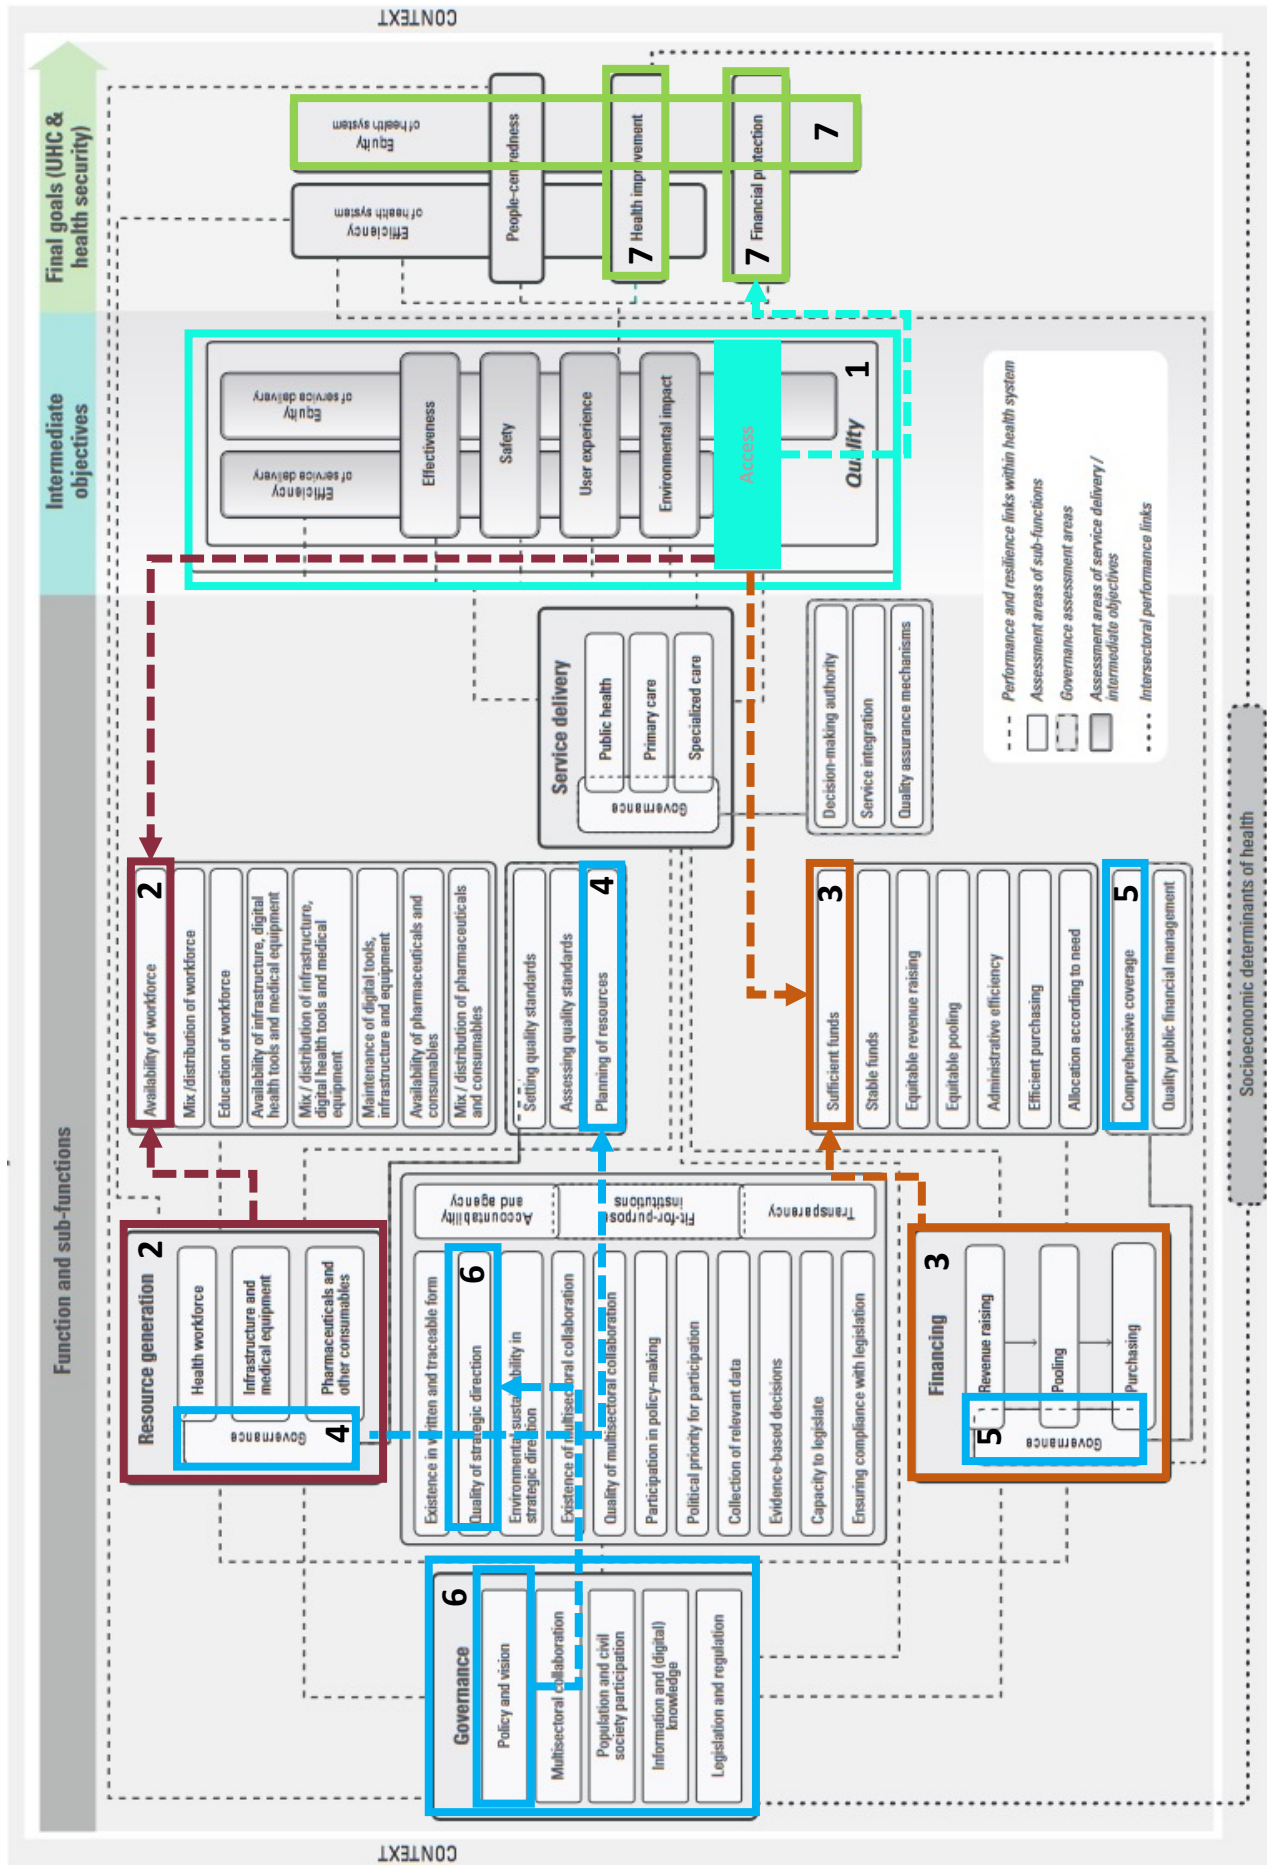 CONTEXT
Function and sub-functions
Intermediate
objectives
Final goals (UHC &
health security)
Governance
6
Policy and vision
Multisectoral collaboration
Population and civil
society participation
Information and (digital)
knowledge
Legislation and regulation
Resource generation
2
Governance
4
Health workforce
Infrastructure and
medical equipment
Pharmaceuticals and
other consumables
Existence in written and traceable form
Quality of strategic direction
6
Environmental sustainability in
strategic direction
Existence of multisectoral collaboration
Quality of multisectoral collaboration
Participation in policy-making
Political priority for participation
Collection of relevant data
Evidence-based decisions
Capacity to legislate
Ensuring compliance with legislation
Accountability
and agency
Fit-for-purpose
institutions
Transparency
Financing
3
Governance
5
Revenue raising
Pooling
Purchasing
Availability of workforce
2
Mix /distribution of workforce
Education of workforce
Availability of infrastructure, digital
health tools and medical equipment
Mix / distribution of infrastructure,
digital health tools and medical
equipment
Maintenance of digital tools,
infrastructure and equipment
Availability of pharmaceuticals and
consumables
Mix / distribution of pharmaceuticals
and consumables
Setting quality standards
Assessing quality standards
Planning of resources
4
Sufficient funds
3
Stable funds
Equitable revenue raising
Equitable pooling
Administrative efficiency
Efficient purchasing
Allocation according to need
Comprehensive coverage
5
Quality public financial management
Service delivery
Governance
Public health
Primary care
Specialized care
Decision-making authority
Service integration
Quality assurance mechanisms
Efficiency
of service delivery
Equity
of service delivery
Effectiveness
Safety
User experience
Environmental impact
Access
Quality
1
Efficiency
of health system
Equity
of health system
People-centredness
7
Health improvement
7
Financial protection
7
Performance and resilience links within health system
Assessment areas of sub-functions
Governance assessment areas
Assessment areas of service delivery /
intermediate objectives
Intersectoral performance links
Socioeconomic determinants of health
CONTEXT